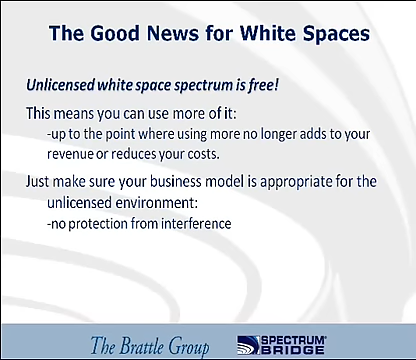 The Good News for White Spaces
Unlicensed white space spectrum is free!
This means you can use more of it:
-up to the point where using more no longer adds to your
revenue or reduces your costs.
Just make sure your business model is appropriate for the
unlicensed environment:
-no protection from interference
The Brattle Group
SPECTRUM®
BRIDGE